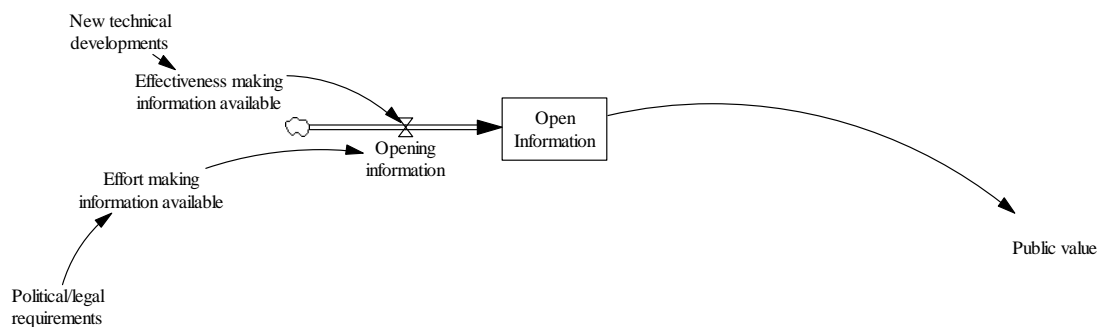 New technical
developments
Effectiveness making
information available
Open
Information
Opening
information
Effort making
information available
Public value
Political/legal
requirements